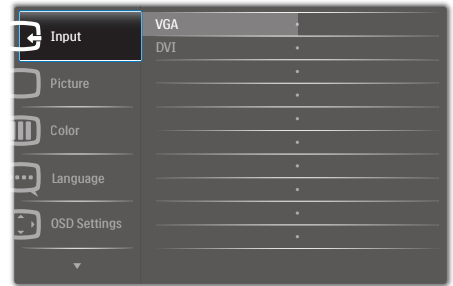 Input
VGA
DVI
Picture
Color
Language
OSD Settings